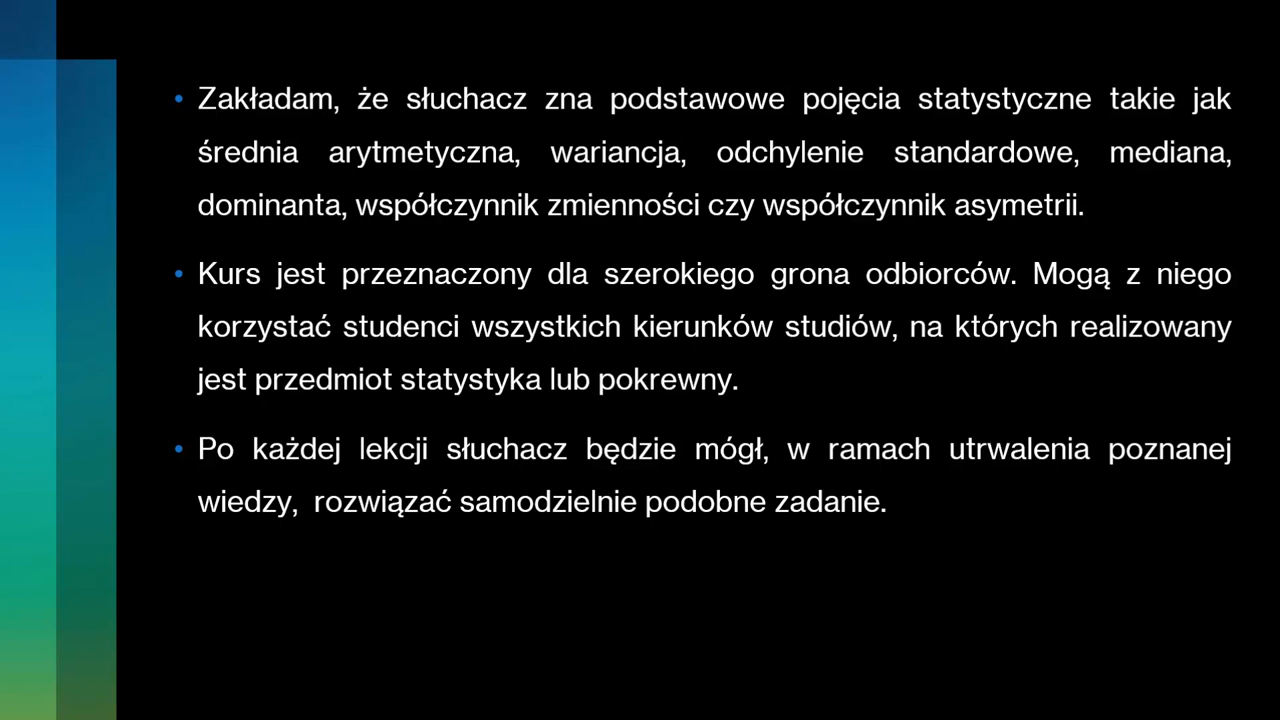 • Zakładam, że słuchacz zna podstawowe pojęcia statystyczne takie jak
średnia arytmetyczna, wariancja, odchylenie standardowe, mediana,
dominanta, współczynnik zmienności czy współczynnik asymetrii.
• Kurs jest przeznaczony dla szerokiego grona odbiorców. Mogą z niego
korzystać studenci wszystkich kierunków studiów, na których realizowany
jest przedmiot statystyka lub pokrewny.
• Po każdej lekcji słuchacz będzie mógł, w ramach utrwalenia poznanej
wiedzy,  rozwiązać samodzielnie podobne zadanie.